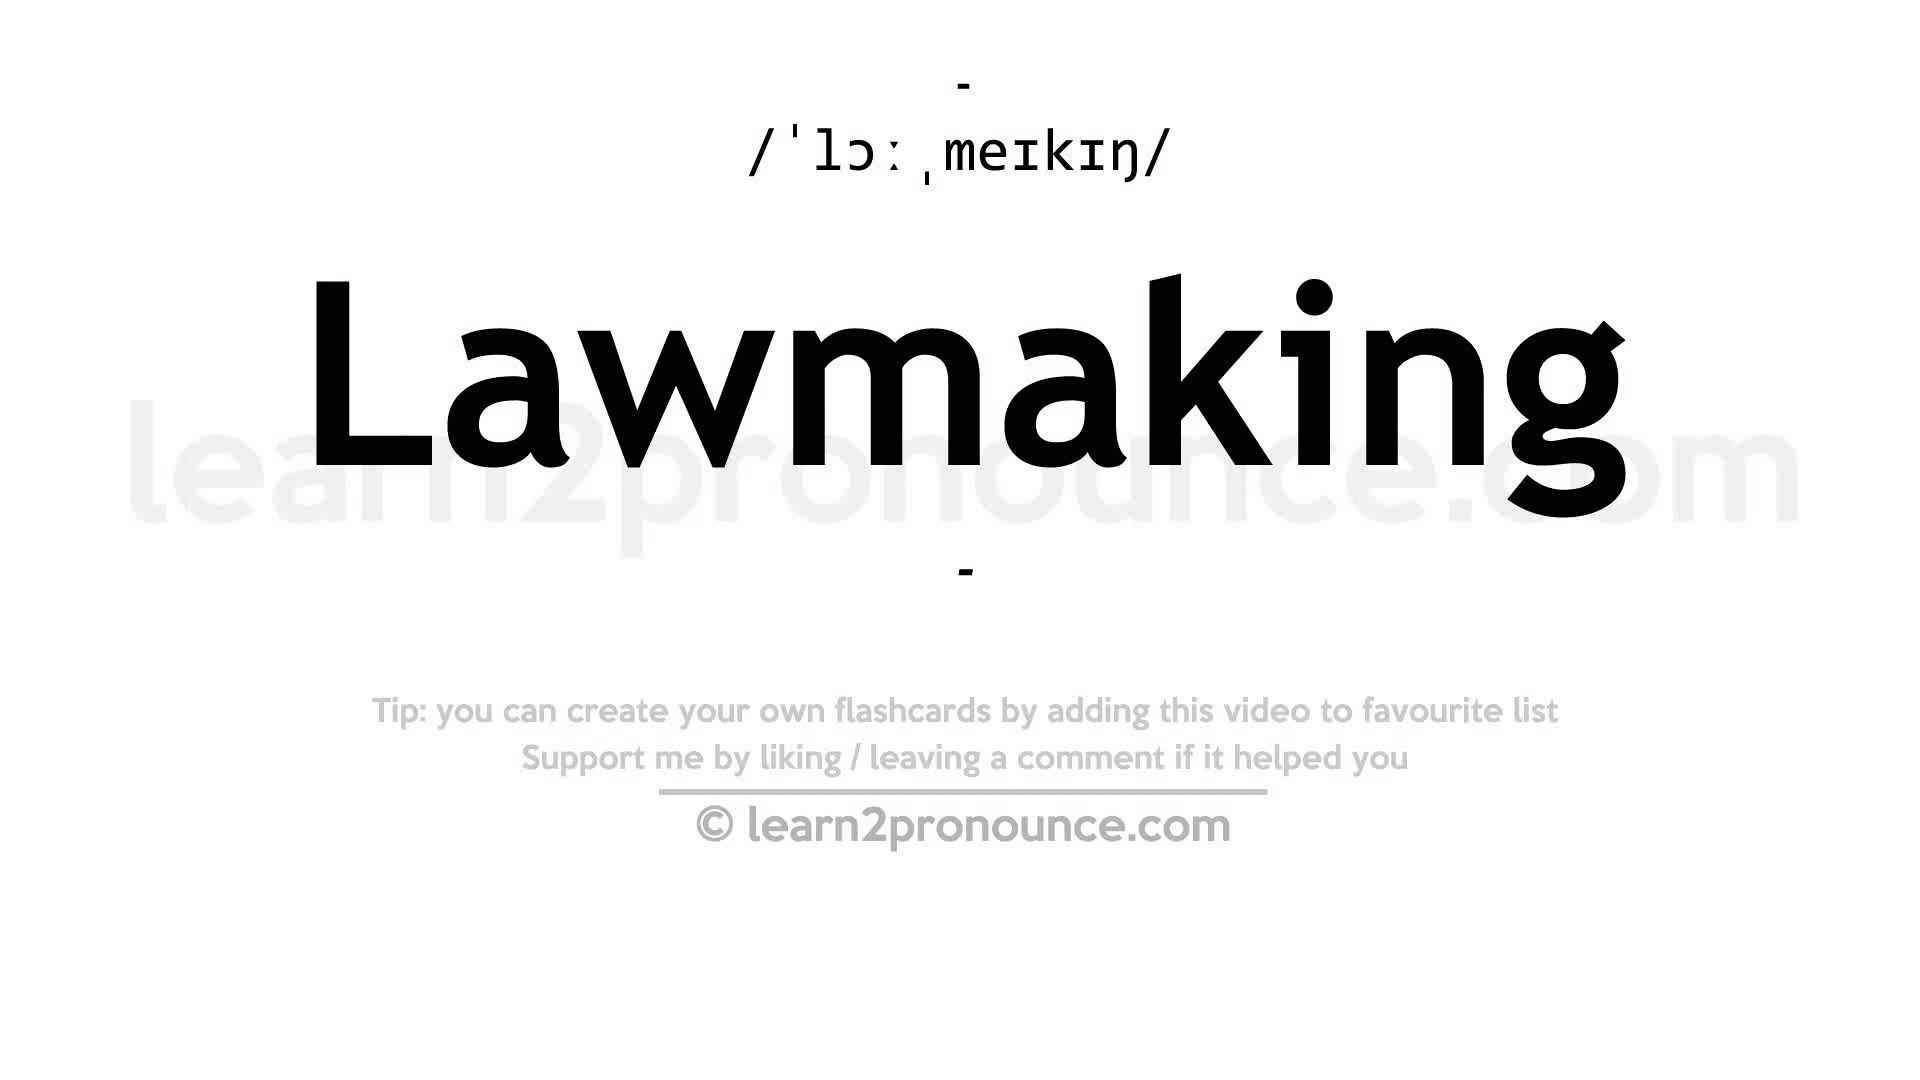 -
/ˈlɔːˌmeɪkɪŋ/
Lawmaking
learn2pronounce.com
-
Tip: you can create your own flashcards by adding this video to favourite list
Support me by liking / leaving a comment if it helped you
© learn2pronounce.com